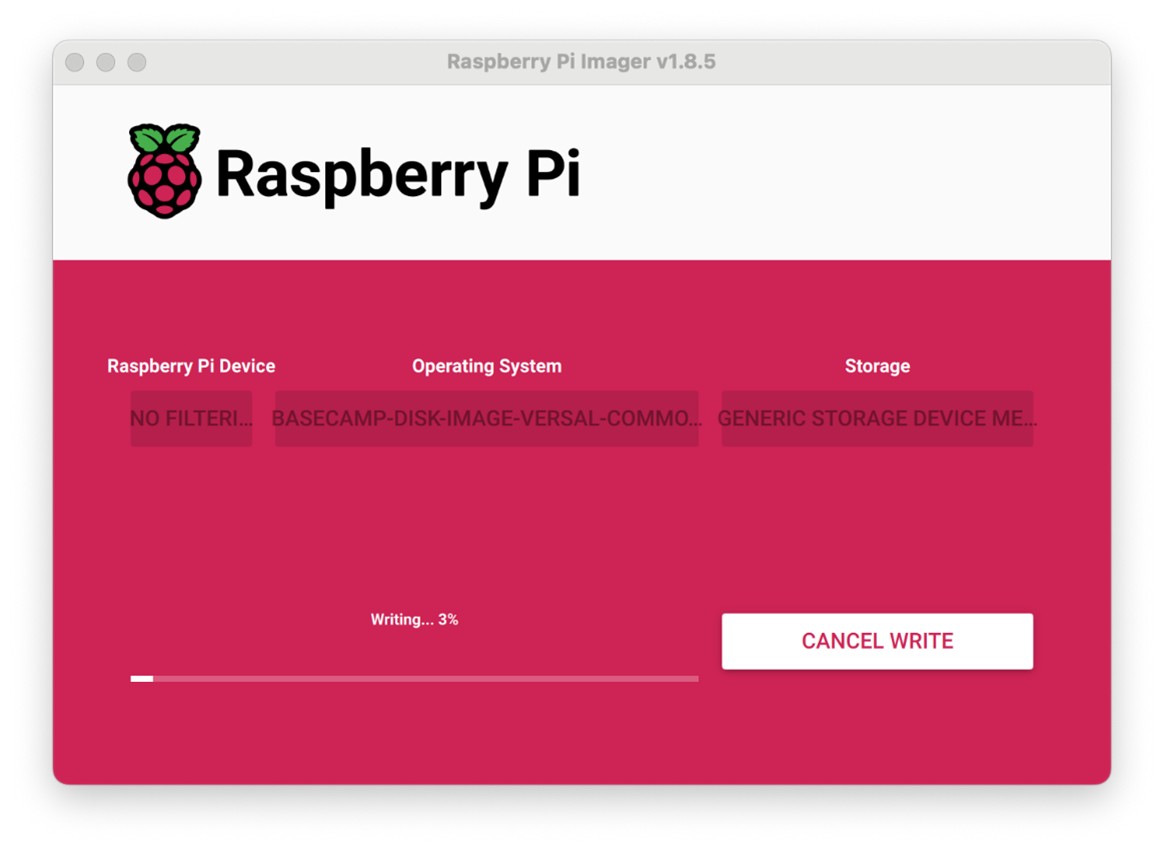 Raspberry Pi Imager v1.8.5
Raspberry Pi
Raspberry Pi Device
Operating System
Storage
NO FILTERI...
BASECAMP-DISK-IMAGE-VERSAL-COMMO...
GENERIC STORAGE DEVICE ME...
Writing... 3%
CANCEL WRITE